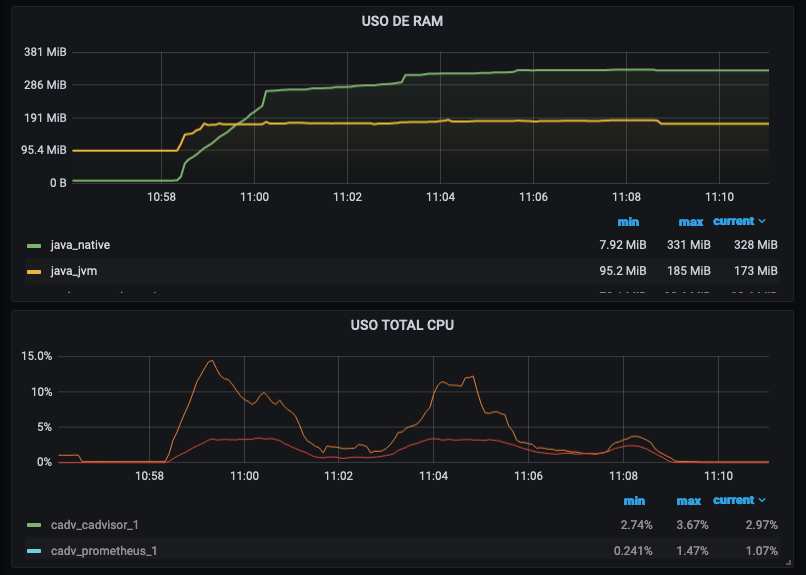 USO DE RAM
381 MiB
286 MiB
191 MiB
95.4 MiB
0 B
10:58 11:00 11:02 11:04 11:06 11:08 11:10
min max current
java_native 7.92 MiB 331 MiB 328 MiB
java_jvm 95.2 MiB 185 MiB 173 MiB
USO TOTAL CPU
15.0%
10%
5%
0%
10:58 11:00 11:02 11:04 11:06 11:08 11:10
min max current
cadv_cadvisor_1 2.74% 3.67% 2.97%
cadv_prometheus_1 0.241% 1.47% 1.07%